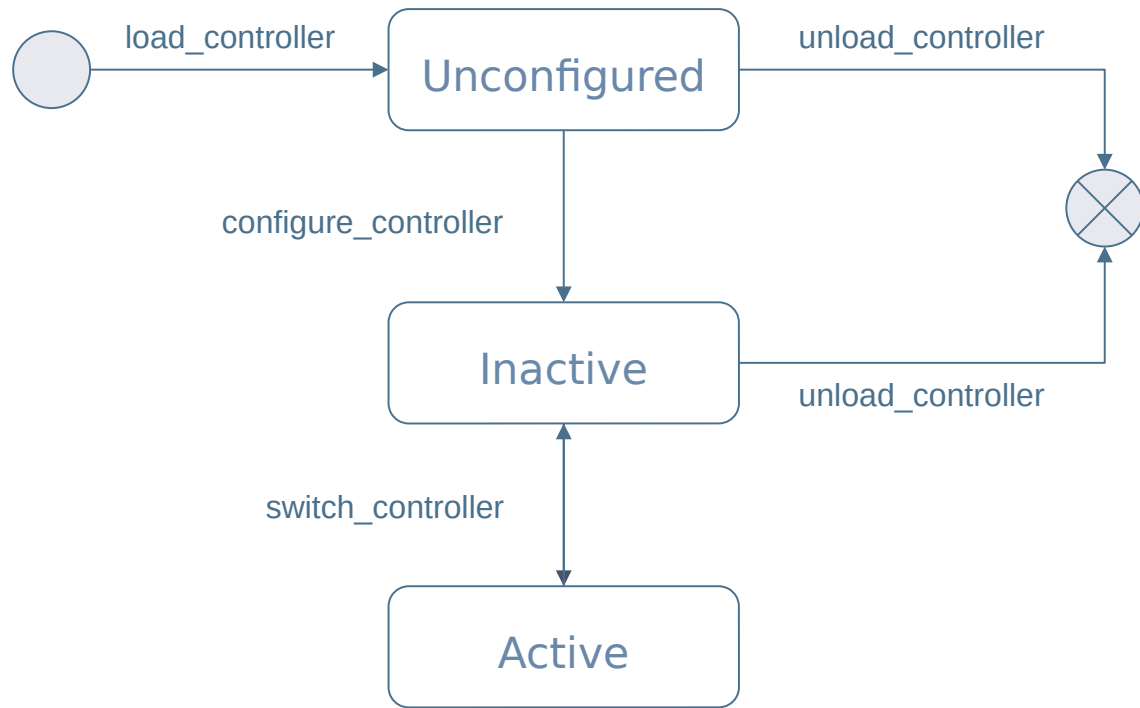 load_controller
Unconfigured
unload_controller
configure_controller
Inactive
unload_controller
switch_controller
Active